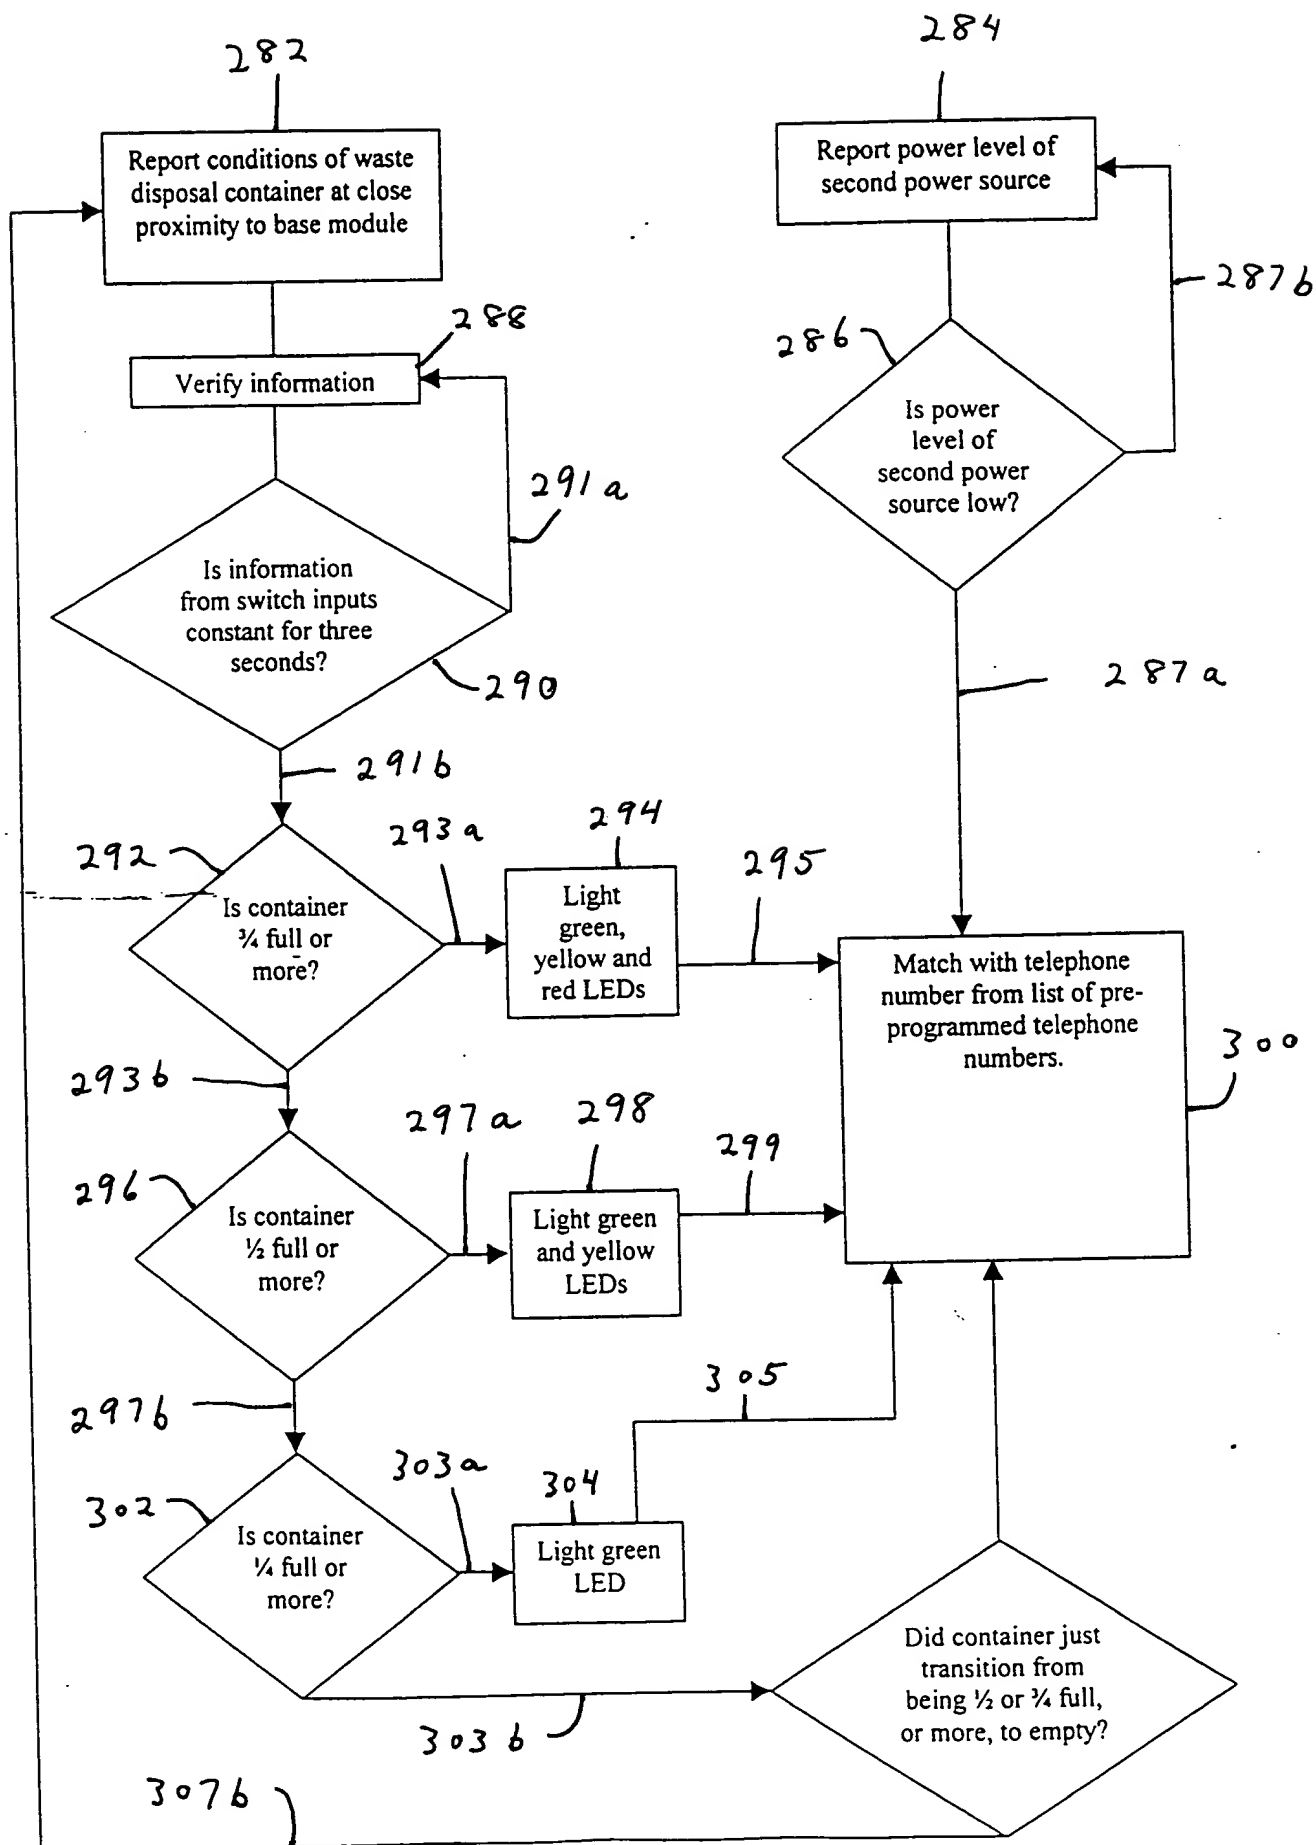 282
Report conditions of waste
disposal container at close
proximity to base module
288
Verify information
291a
Is information
from switch inputs
constant for three
seconds?
290
291b
292
Is container
¾ full or
more?
293a
294
Light
green,
yellow and
red LEDs
295
293b
296
Is container
½ full or
more?
297a
298
Light green
and yellow
LEDs
299
297b
302
Is container
¼ full or
more?
303a
304
Light green
LED
305
303b
307b
284
Report power level of
second power source
287b
286
Is power
level of
second power
source low?
287a
Match with telephone
number from list of pre-
programmed telephone
numbers.
300
Did container just
transition from
being ½ or ¾ full,
or more, to empty?